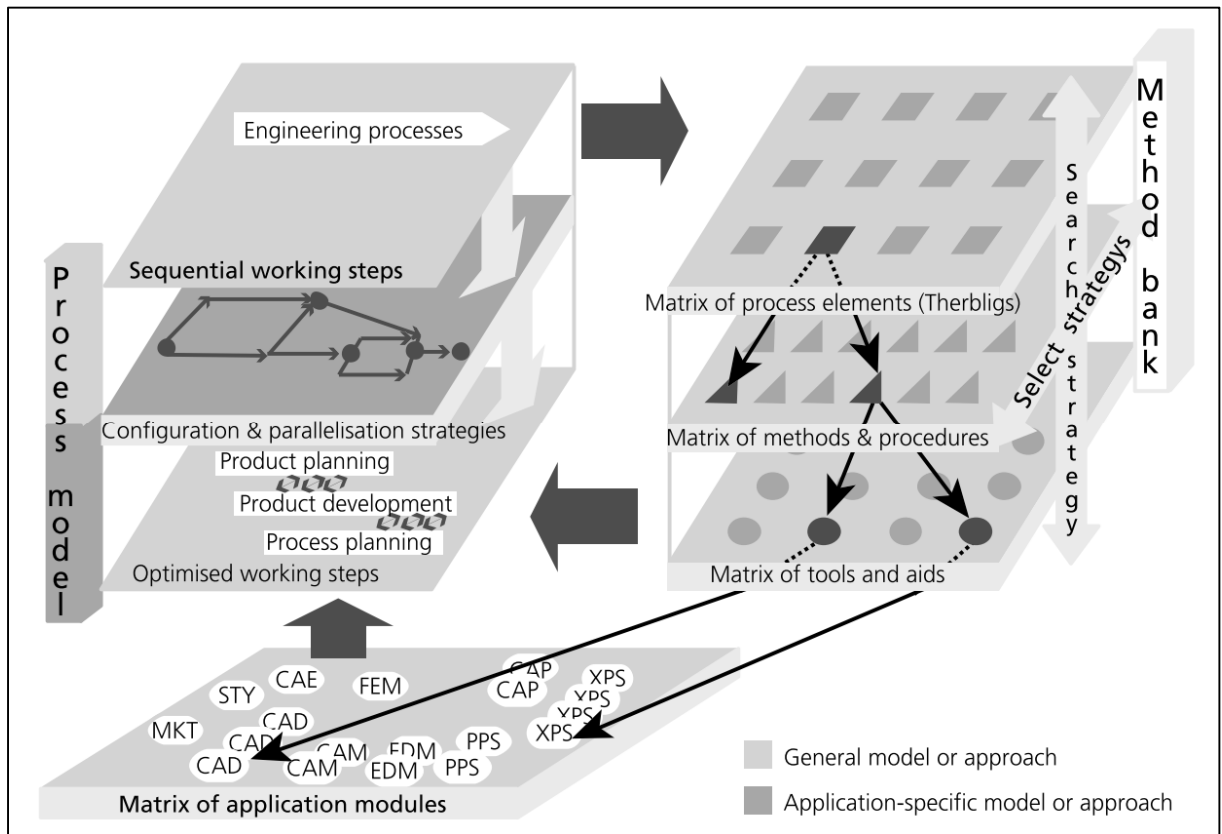 Engineering processes
Sequential working steps
Configuration & parallelisation strategies
Product planning
Product development
Process planning
Optimised working steps
Process model
Matrix of process elements (Therbligs)
Matrix of methods & procedures
Matrix of tools and aids
Search strategy
Select strategys
Method bank
STY
CAE
FEM
CAP
CAP
XPS
XPS
XPS
XPS
MKT
CAD
CAD
CAD
CAM
CAM
EDM
EDM
PPS
PPS
Matrix of application modules
General model or approach
Application-specific model or approach